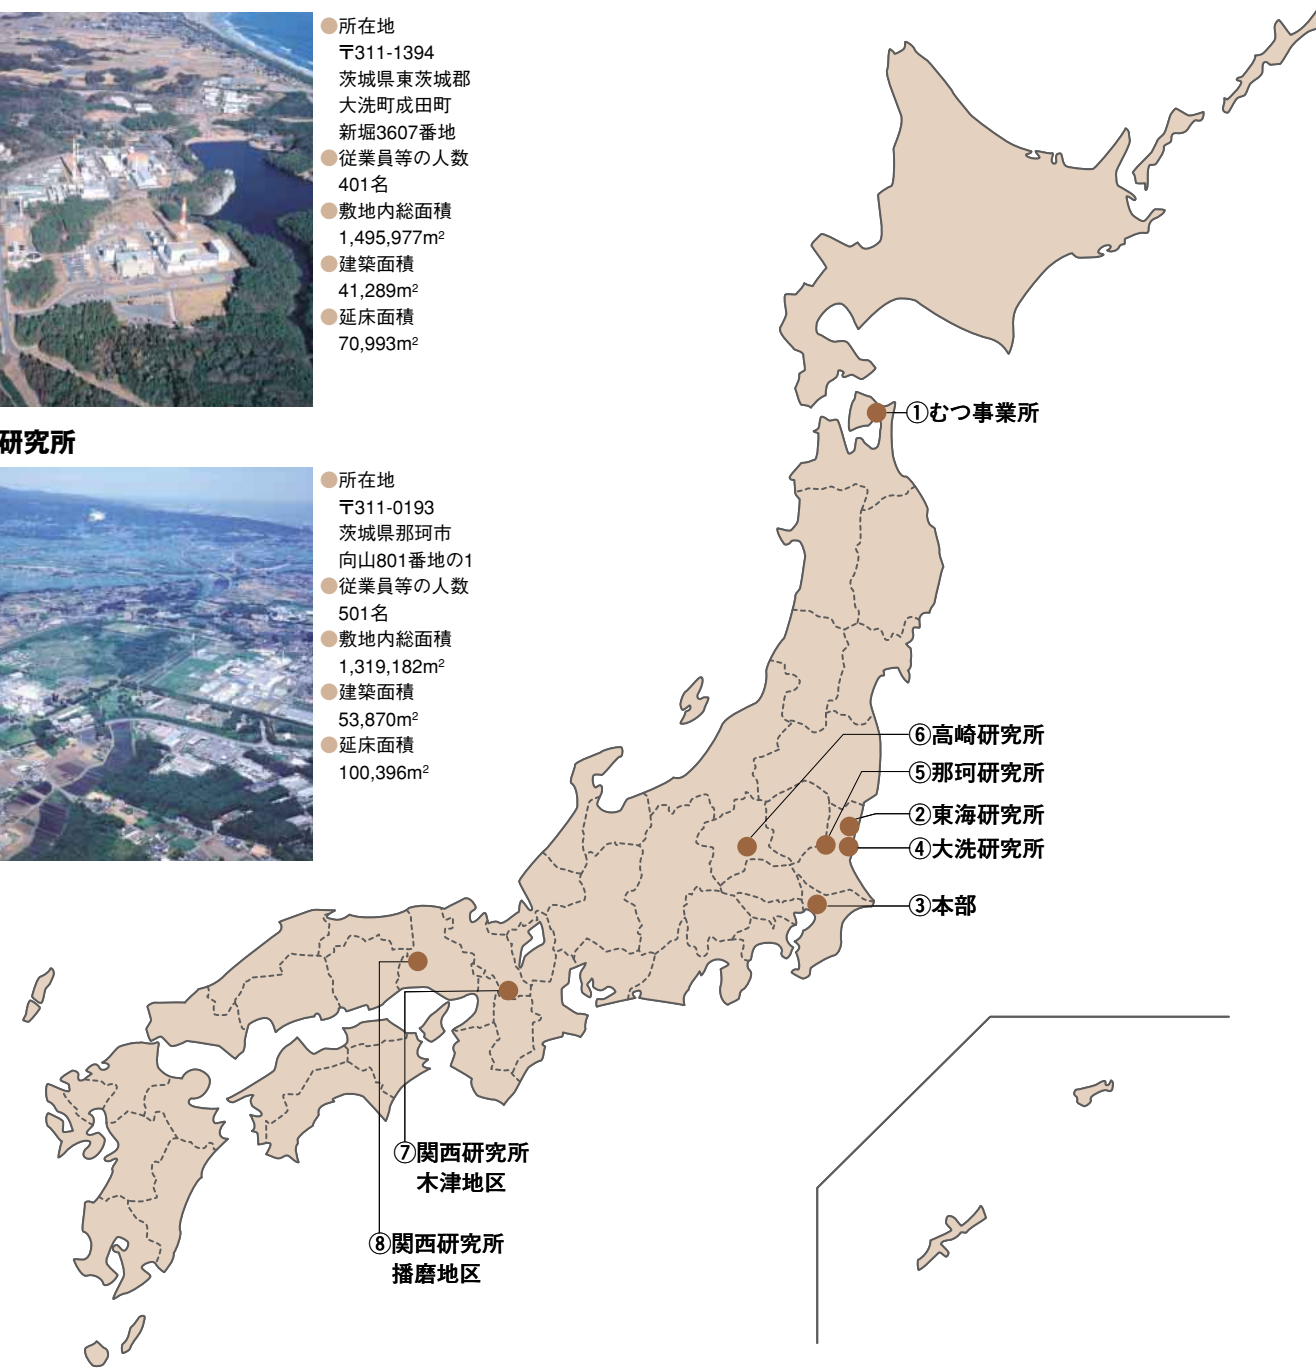 ●所在地
〒311-1394
茨城県東茨城郡
大洗町成田町
新堀3607番地
●従業員等の人数
401名
●敷地内総面積
1,495,977m²
●建築面積
41,289m²
●延床面積
70,993m²
研究所
●所在地
〒311-0193
茨城県那珂市
向山801番地の1
●従業員等の人数
501名
●敷地内総面積
1,319,182m²
●建築面積
53,870m²
●延床面積
100,396m²
①むつ事業所
⑥高崎研究所
⑤那珂研究所
②東海研究所
④大洗研究所
③本部
⑦関西研究所
木津地区
⑧関西研究所
播磨地区